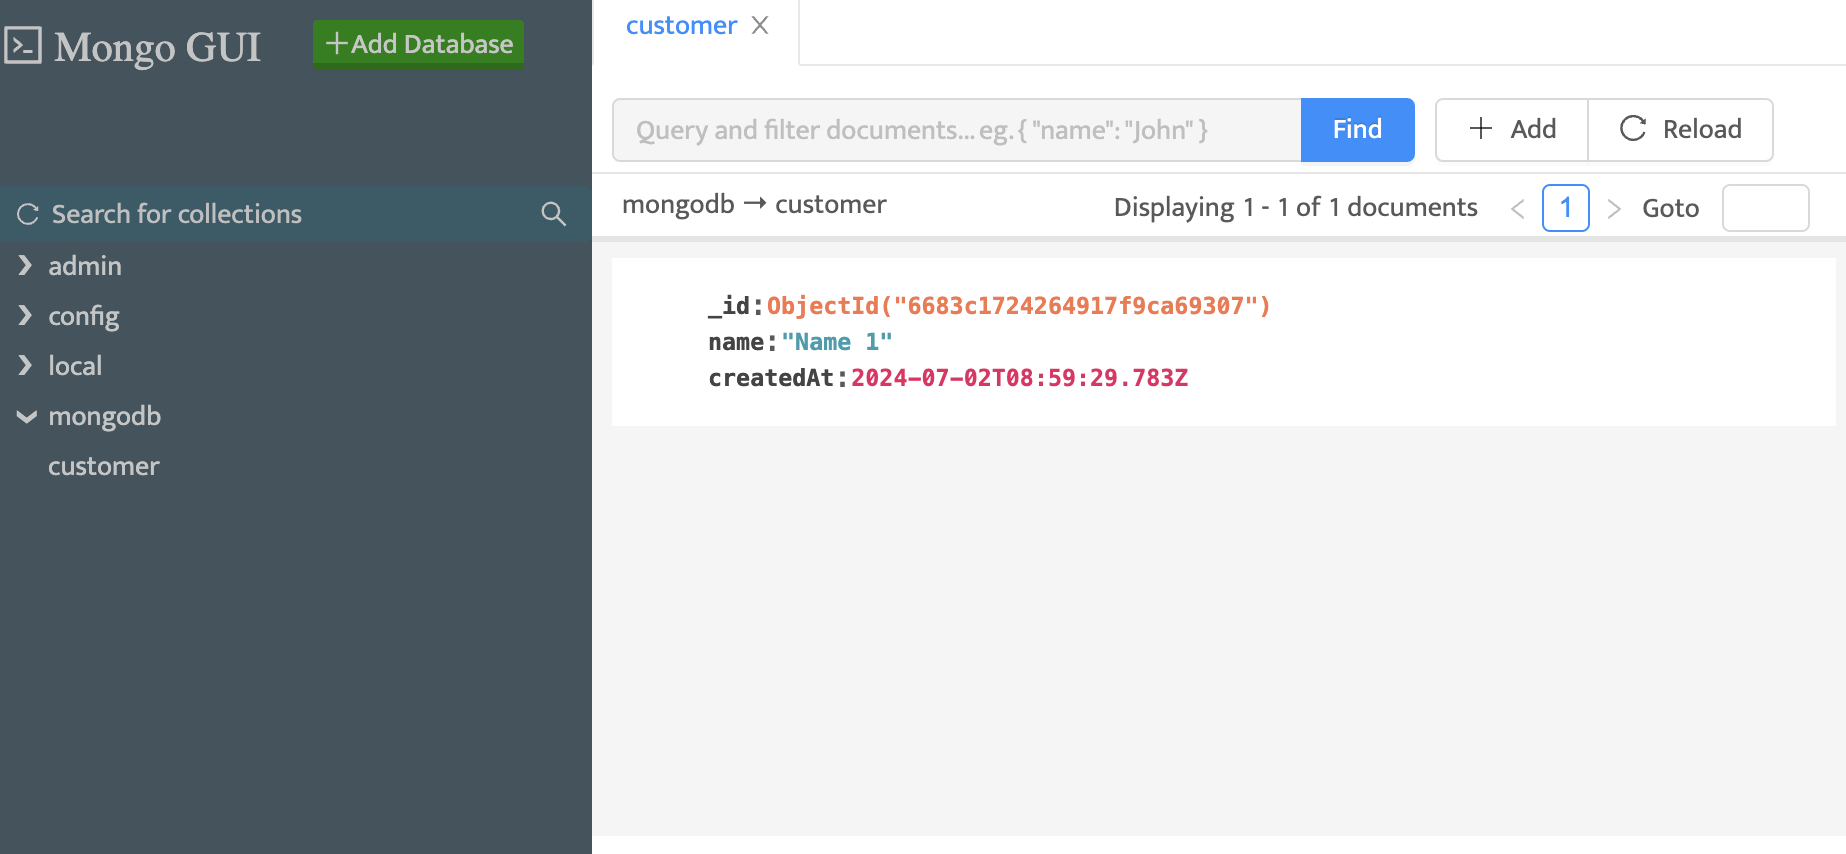 Mongo GUI
+Add Database
Search for collections
admin
config
local
mongodb
customer
customer X
Query and filter documents... eg. { "name": "John" }
Find
+ Add
Reload
mongodb → customer
Displaying 1 - 1 of 1 documents < 1 > Goto
_id:ObjectId("6683c1724264917f9ca69307")
name:"Name 1"
createdAt:2024-07-02T08:59:29.783Z